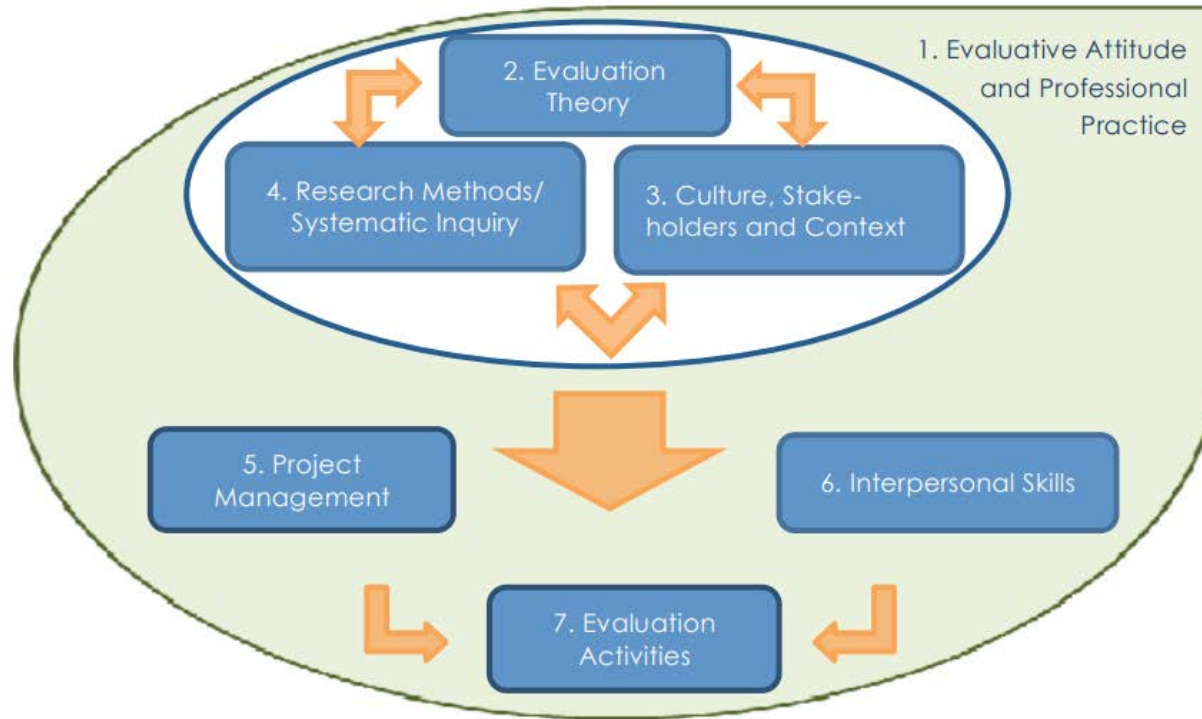 1. Evaluative Attitude
and Professional
Practice
2. Evaluation
Theory
4. Research Methods/
Systematic Inquiry
3. Culture, Stake-
holders and Context
5. Project
Management
6. Interpersonal Skills
7. Evaluation
Activities